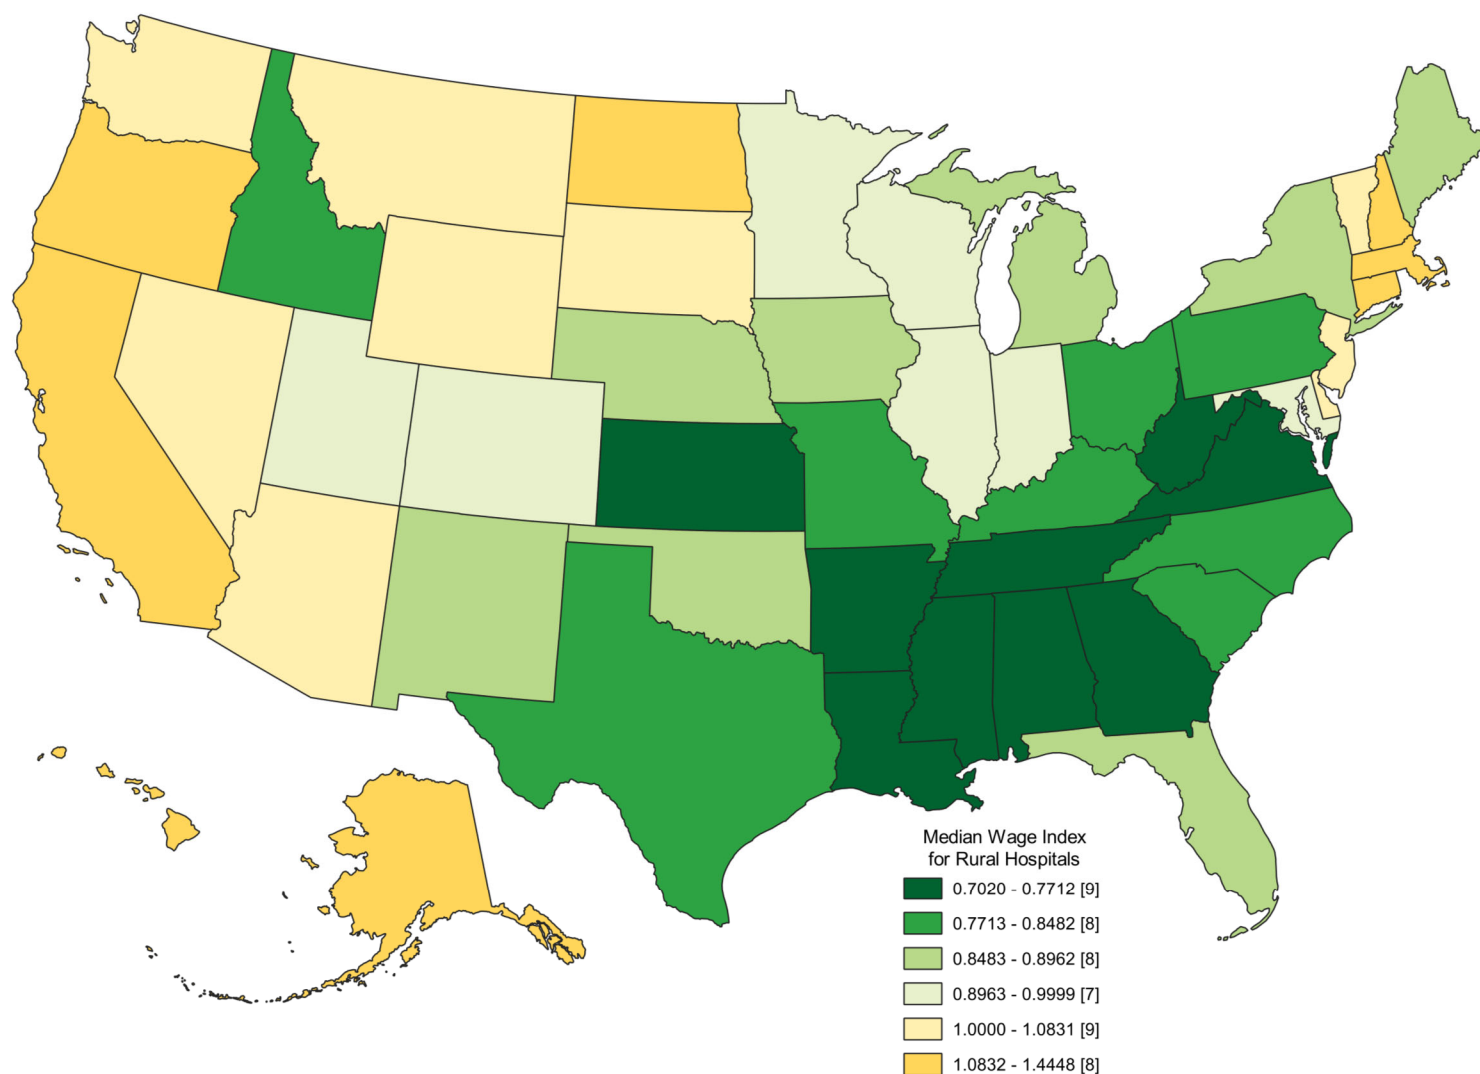 Median Wage Index
for Rural Hospitals
0.7020 - 0.7712 [9]
0.7713 - 0.8482 [8]
0.8483 - 0.8962 [8]
0.8963 - 0.9999 [7]
1.0000 - 1.0831 [9]
1.0832 - 1.4448 [8]